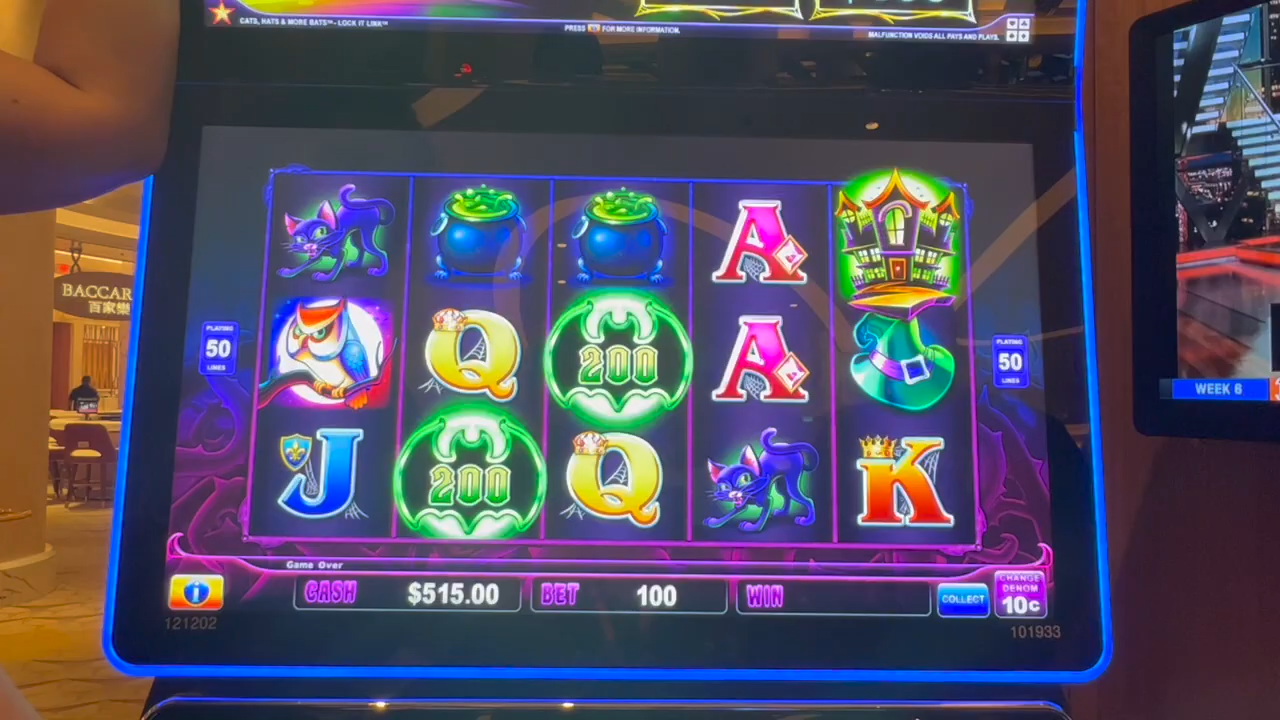 CATS, HATS & MORE BATS™ - LOCK IT LINK™
PRESS FOR MORE INFORMATION.
MALFUNCTION VOIDS ALL PAYS AND PLAYS.
BACCAR
百家樂
A
PLAYING
50
LINES
Q
200
A
PLAYING
50
LINES
J
200
Q
K
Game Over
i
CASH
$515.00
BET
100
WIN
COLLECT
CHANGE
DENOM
10¢
121202
101933
WEEK 6